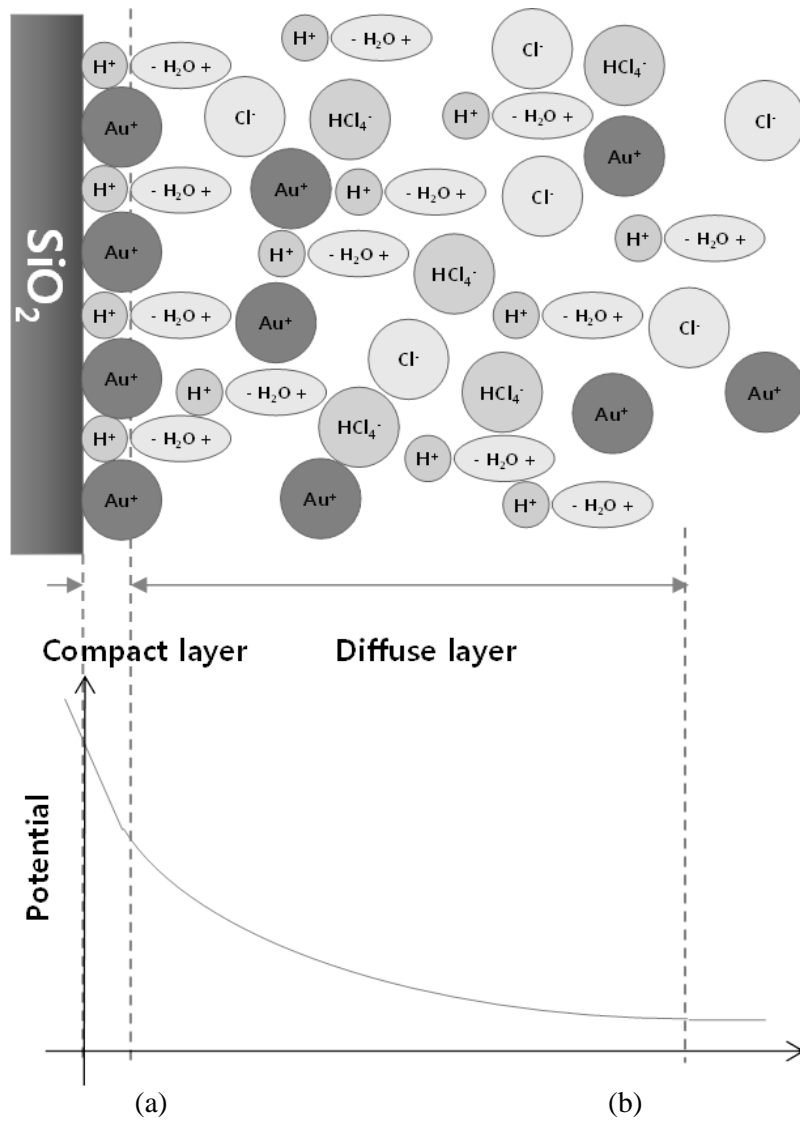 H⁺ - H₂O +
Cl⁻
H⁺ - H₂O +
HCl₄⁻
Au⁺
Cl⁻
HCl₄⁻
H⁺ - H₂O +
Cl⁻
Au⁺
H⁺ - H₂O +
Au⁺
H⁺ - H₂O +
Cl⁻
Au⁺
H⁺ - H₂O +
HCl₄⁻
H⁺ - H₂O +
SiO₂
H⁺ - H₂O +
Au⁺
H⁺ - H₂O +
Cl⁻
Au⁺
Cl⁻
H⁺ - H₂O +
HCl₄⁻
Au⁺
Au⁺
H⁺ - H₂O +
HCl₄⁻
H⁺ - H₂O +
Au⁺
Au⁺
H⁺ - H₂O +
Compact layer
Diffuse layer
Potential
(a)
(b)